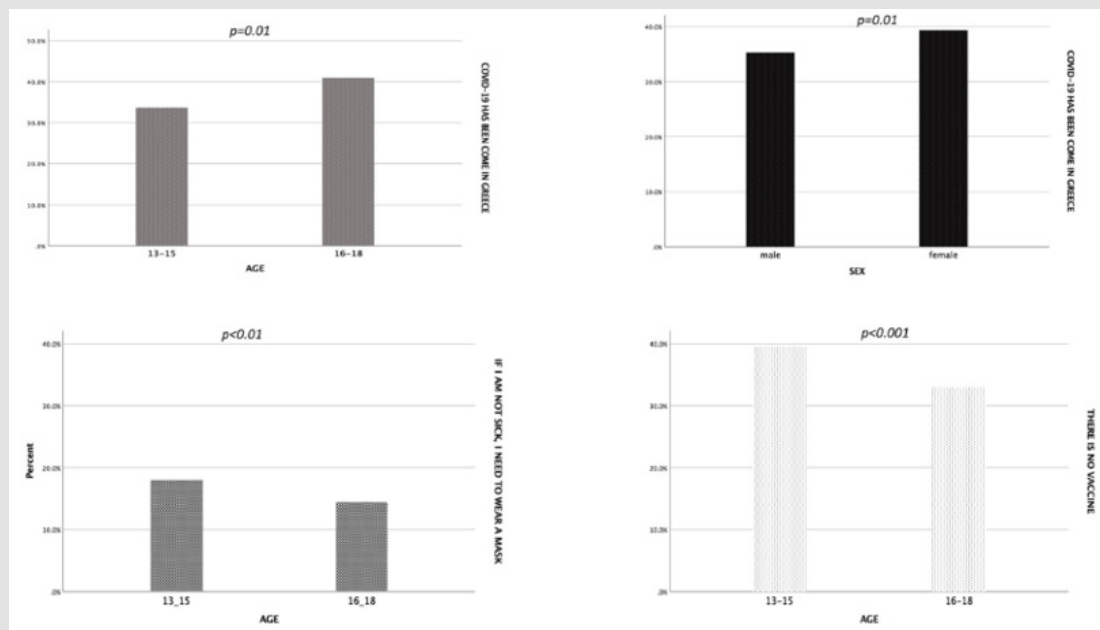 p=0.01
50.0%
40.0%
30.0%
20.0%
10.0%
.0%
13-15
16-18
AGE
COVID-19 HAS BEEN COME IN GREECE
p=0.01
40.0%
30.0%
20.0%
10.0%
.0%
male
female
SEX
COVID-19 HAS BEEN COME IN GREECE
p<0.01
Percent
40.0%
30.0%
20.0%
10.0%
.0%
13_15
16_18
AGE
IF I AM NOT SICK, I NEED TO WEAR A MASK
p<0.001
40.0%
30.0%
20.0%
10.0%
.0%
13-15
16-18
AGE
THERE IS NO VACCINE